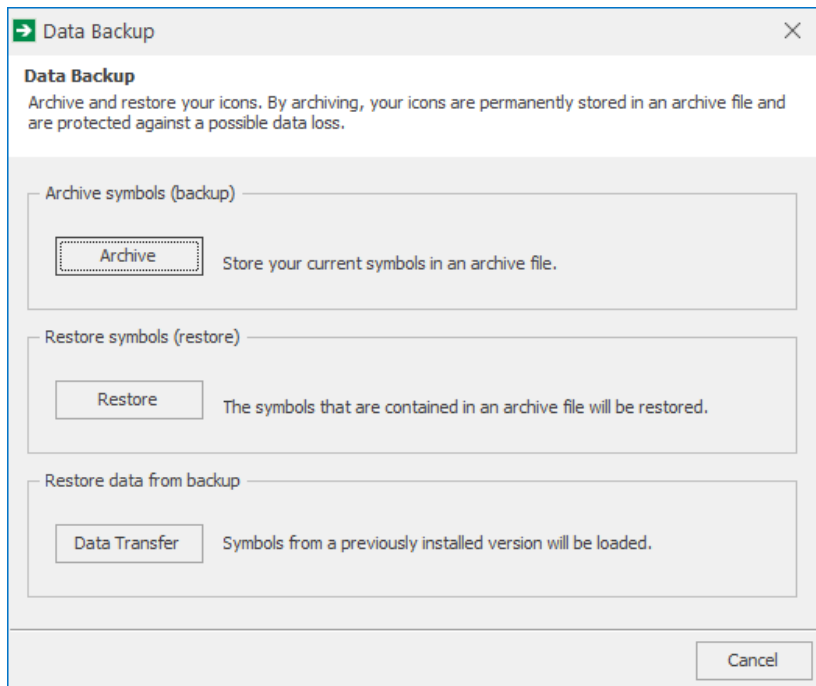 Data Backup
Data Backup
Archive and restore your icons. By archiving, your icons are permanently stored in an archive file and
are protected against a possible data loss.
Archive symbols (backup)
Archive
Store your current symbols in an archive file.
Restore symbols (restore)
Restore
The symbols that are contained in an archive file will be restored.
Restore data from backup
Data Transfer
Symbols from a previously installed version will be loaded.
Cancel